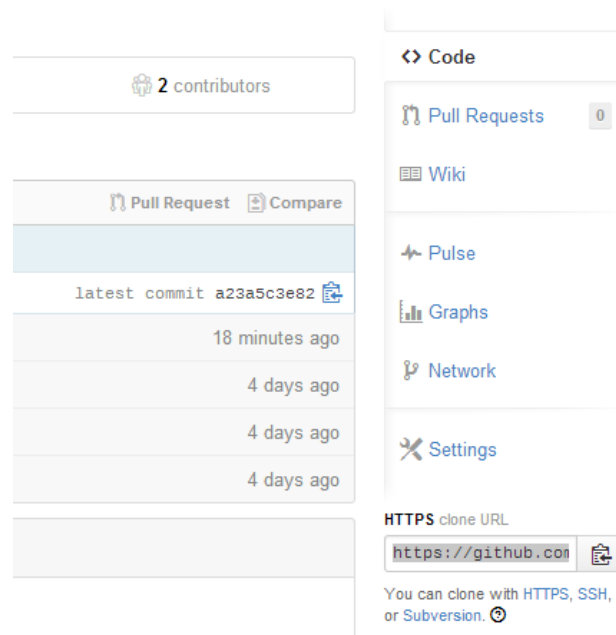 2 contributors
Pull Request Compare
latest commit a23a5c3e82
18 minutes ago
4 days ago
4 days ago
4 days ago
<> Code
Pull Requests 0
Wiki
Pulse
Graphs
Network
Settings
HTTPS clone URL
https://github.com
You can clone with HTTPS, SSH,
or Subversion.